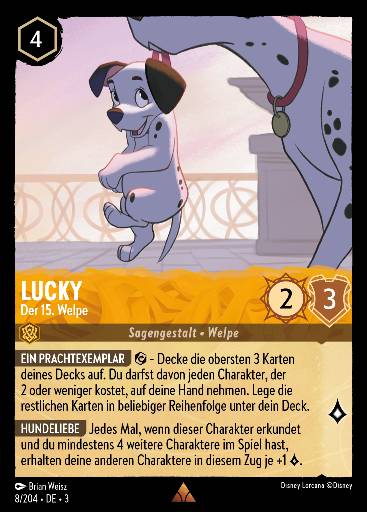 4
LUCKY
Der 15. Welpe
2
3
Sagengestalt • Welpe
EIN PRACHTEXEMPLAR - Decke die obersten 3 Karten
deines Decks auf. Du darfst davon jeden Charakter, der
2 oder weniger kostet, auf deine Hand nehmen. Lege die
restlichen Karten in beliebiger Reihenfolge unter dein Deck.
HUNDELIEBE Jedes Mal, wenn dieser Charakter erkundet
und du mindestens 4 weitere Charaktere im Spiel hast,
erhalten deine anderen Charaktere in diesem Zug je +1.
Brian Weisz
8/204 • DE • 3
Disney Lorcana ©Disney